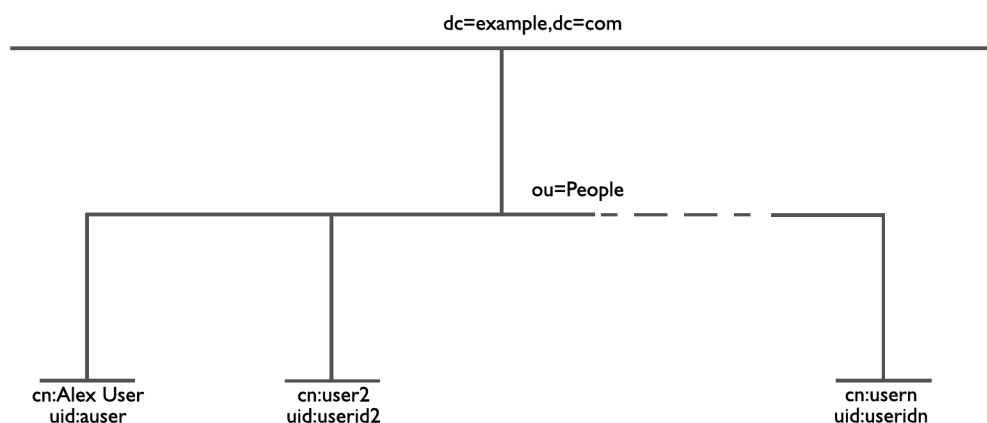 dc=example,dc=com
ou=People
cn:Alex User
uid:auser
cn:user2
uid:userid2
cn:usern
uid:useridn